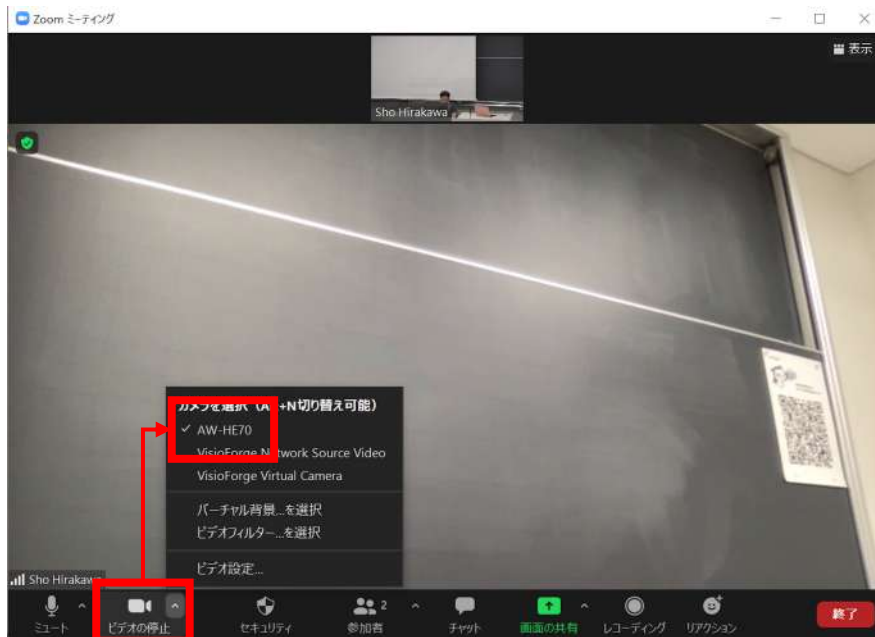 Zoom ミーティング
表示
Sho Hirakawa
カメラを選択（A +N切り替え可能）
✓ AW-HE70
VisioForge Network Source Video
VisioForge Virtual Camera
バーチャル背景...を選択
ビデオフィルター...を選択
ビデオ設定...
Sho Hirakawa
2
ミュート ビデオの停止 セキュリティ 参加者 チャット 画面の共有 レコーディング リアクション 終了